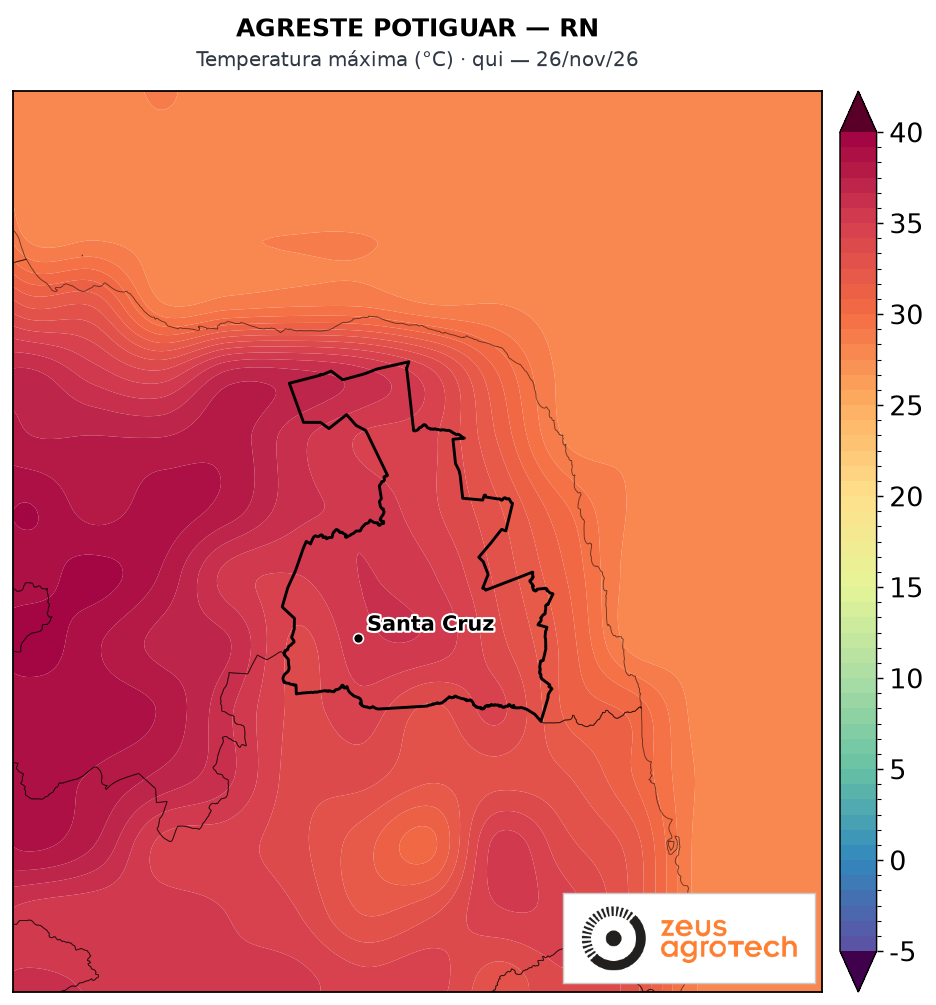 AGRESTE POTIGUAR — RN
Temperatura máxima (°C) · qui — 26/nov/26
40
35
30
25
20
15
10
5
0
-5
Santa Cruz
zeus
agrotech